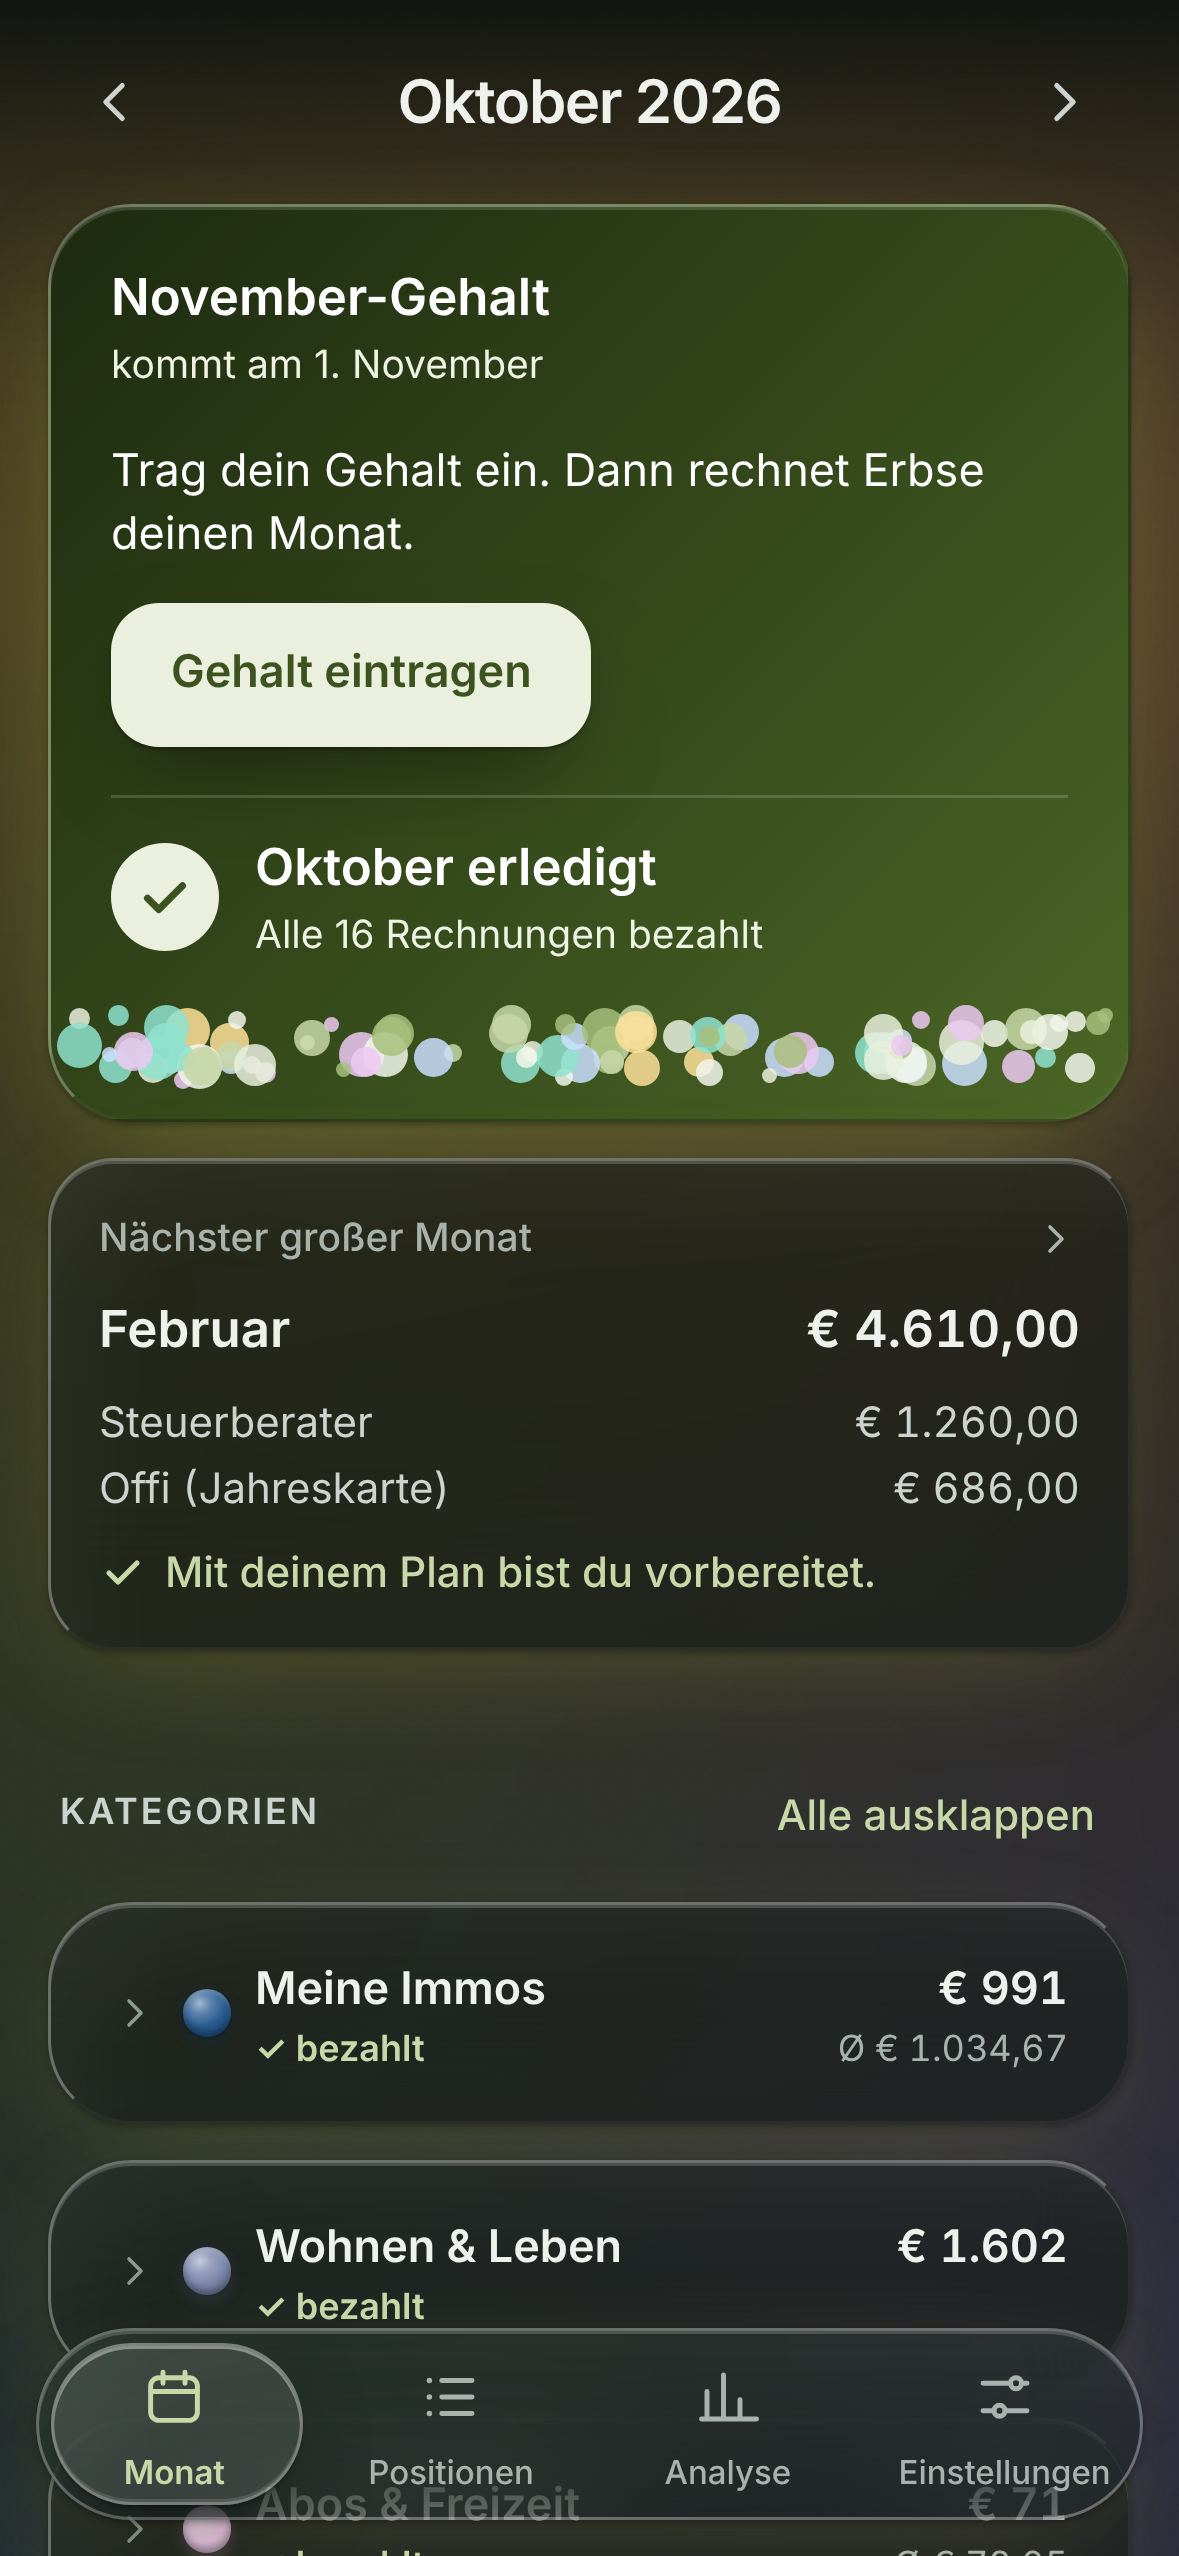 Oktober 2026
November-Gehalt
kommt am 1. November
Trag dein Gehalt ein. Dann rechnet Erbse
deinen Monat.
Gehalt eintragen
Oktober erledigt
Alle 16 Rechnungen bezahlt
Nächster großer Monat
Februar € 4.610,00
Steuerberater € 1.260,00
Offi (Jahreskarte) € 686,00
Mit deinem Plan bist du vorbereitet.
KATEGORIEN Alle ausklappen
Meine Immos € 991
bezahlt Ø € 1.034,67
Wohnen & Leben € 1.602
bezahlt
Monat Positionen Analyse Einstellungen
Abos & Freizeit € 71